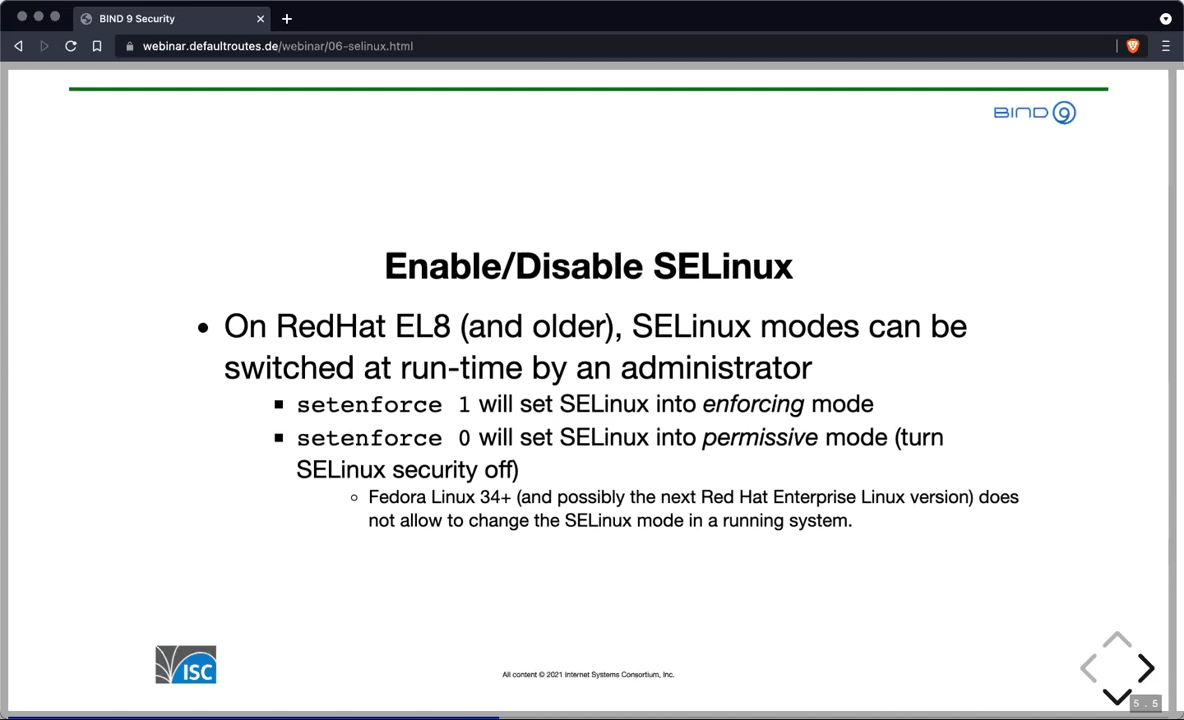 BIND 9 Security
webinar.defaultroutes.de/webinar/06-selinux.html
BIND 9
Enable/Disable SELinux
• On RedHat EL8 (and older), SELinux modes can be
switched at run-time by an administrator
▪ setenforce 1 will set SELinux into enforcing mode
▪ setenforce 0 will set SELinux into permissive mode (turn
SELinux security off)
◦ Fedora Linux 34+ (and possibly the next Red Hat Enterprise Linux version) does
not allow to change the SELinux mode in a running system.
ISC
All content © 2021 Internet Systems Consortium, Inc.
5 . 5